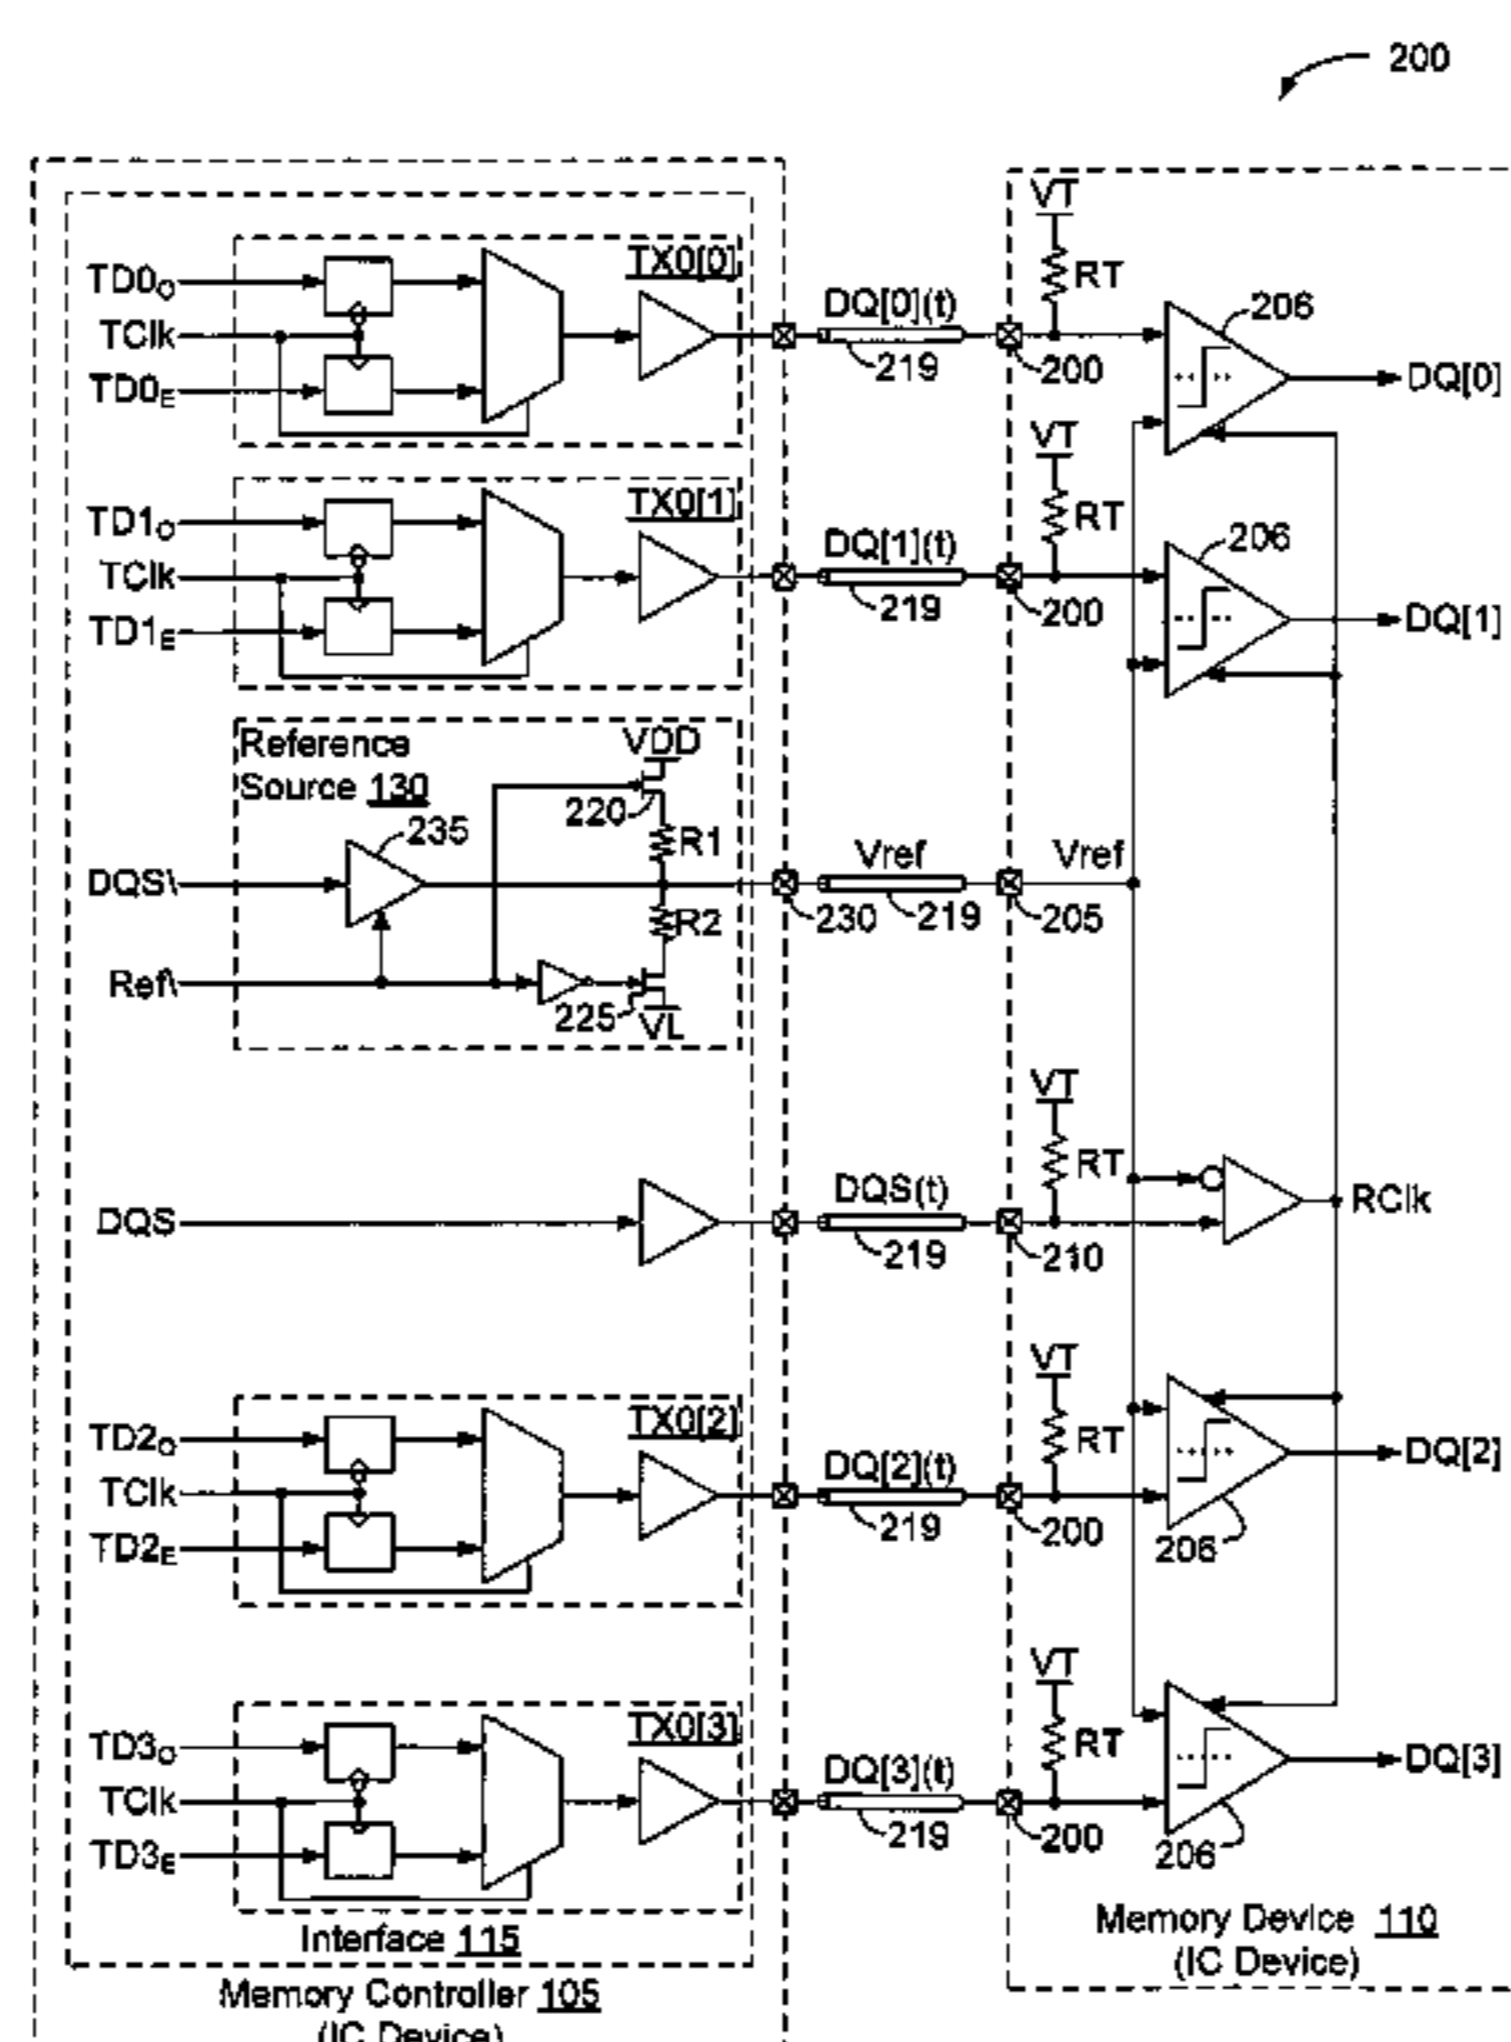 200
VT
TX0[0]
TD0O
RT
DQ[0](t)
206
TClk
219
200
DQ[0]
TD0E
VT
TX0[1]
TD1O
RT
DQ[1](t)
206
TClk
219
200
DQ[1]
TD1E
Reference
Source 130
VDD
220
235
R1
Vref
Vref
DQS\
230
219
205
R2
Ref\
225
VL
VT
RT
DQS(t)
RClk
DQS
219
210
VT
TX0[2]
TD2O
RT
DQ[2](t)
DQ[2]
TClk
219
200
206
TD2E
VT
TX0[3]
TD3O
RT
DQ[3](t)
DQ[3]
TClk
219
200
206
TD3E
Interface 115
Memory Device 110
(IC Device)
Memory Controller 105
(IC Device)